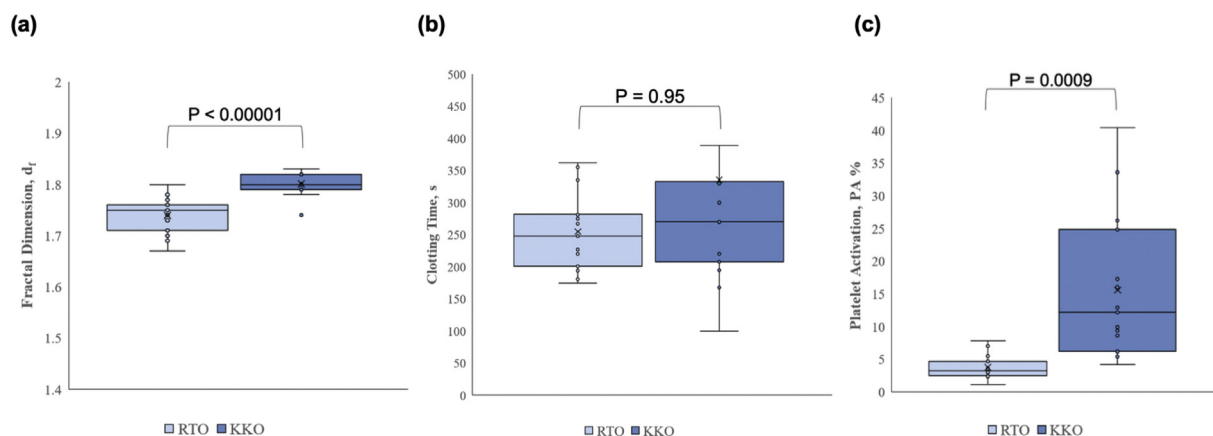 (a)
2
1.9
1.8
1.7
1.6
1.5
1.4
Fractal Dimension, df
P < 0.00001
RTO KKO
(b)
500
450
400
350
300
250
200
150
100
50
0
Clotting Time, s
P = 0.95
RTO KKO
(c)
45
40
35
30
25
20
15
10
5
0
Platelet Activation, PA %
P = 0.0009
RTO KKO